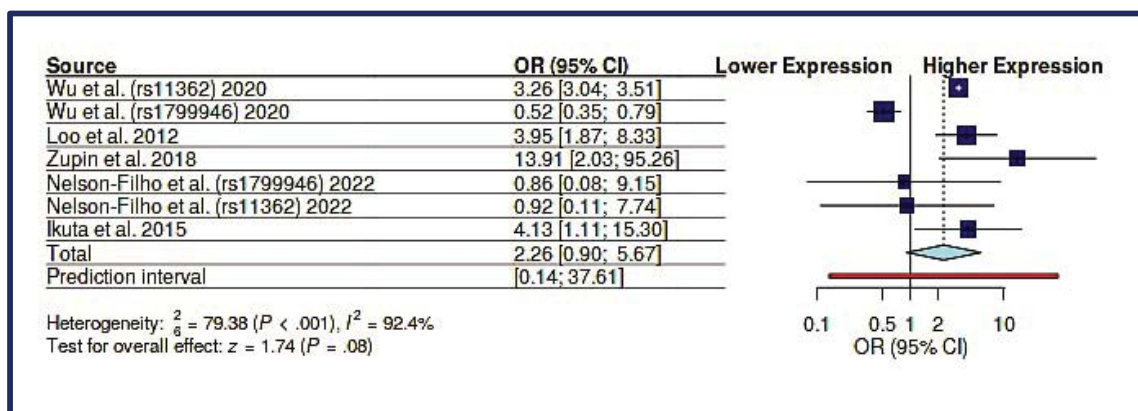 Source OR (95% CI) Lower Expression Higher Expression
Wu et al. (rs11362) 2020 3.26 [3.04; 3.51]
Wu et al. (rs1799946) 2020 0.52 [0.35; 0.79]
Loo et al. 2012 3.95 [1.87; 8.33]
Zupin et al. 2018 13.91 [2.03; 95.26]
Nelson-Filho et al. (rs1799946) 2022 0.86 [0.08; 9.15]
Nelson-Filho et al. (rs11362) 2022 0.92 [0.11; 7.74]
Ikuta et al. 2015 4.13 [1.11; 15.30]
Total 2.26 [0.90; 5.67]
Prediction interval [0.14; 37.61]
0.1 0.5 1 2 10
OR (95% CI)
Heterogeneity: ²₆ = 79.38 (P < .001), I² = 92.4%
Test for overall effect: z = 1.74 (P = .08)